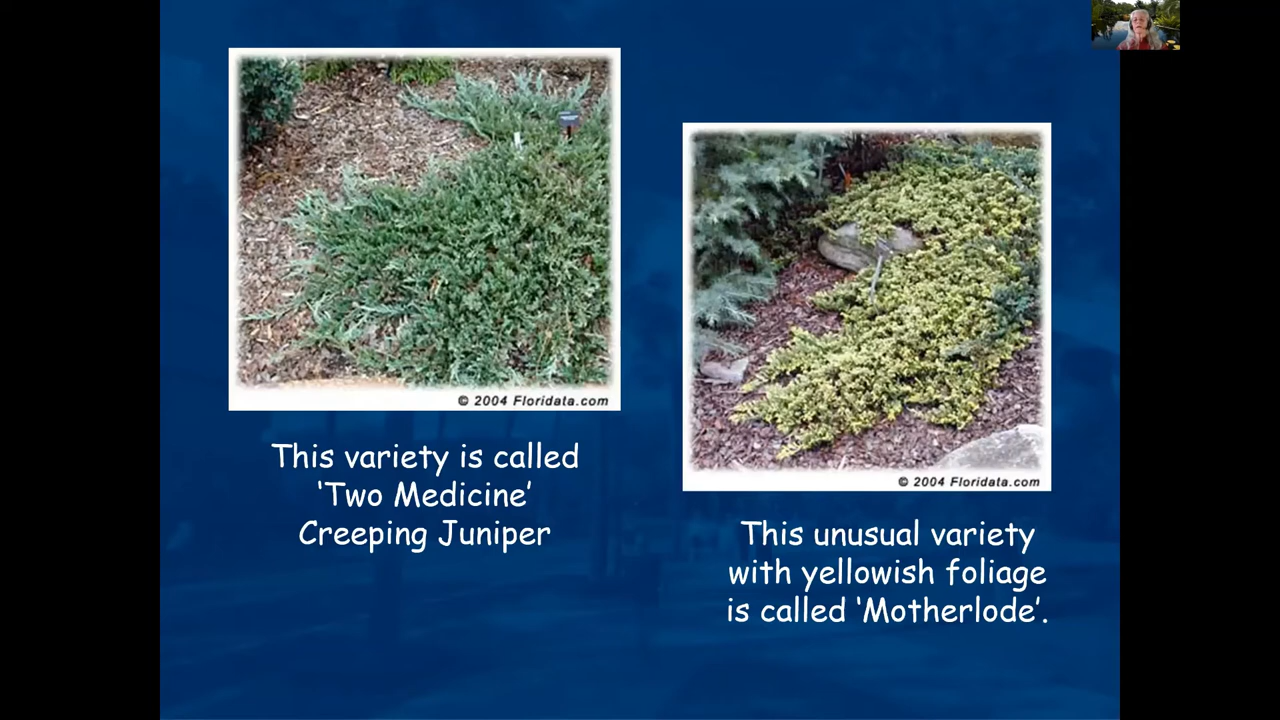 © 2004 Floridata.com
This variety is called
‘Two Medicine’
Creeping Juniper
© 2004 Floridata.com
This unusual variety
with yellowish foliage
is called ‘Motherlode’.